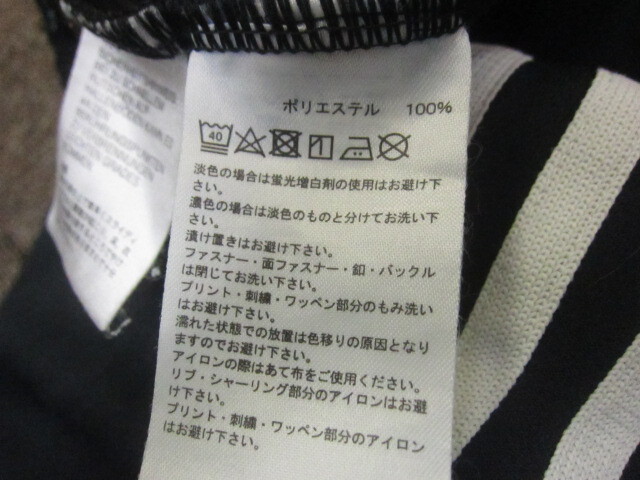 ポリエステル 100%
40
淡色の場合は蛍光増白剤の使用はお避け下
さい。
濃色の場合は淡色のものと分けてお洗い下
さい。
漬け置きはお避け下さい。
ファスナー・面ファスナー・釦・バックル
は閉じてお洗い下さい。
プリント・刺繍・ワッペン部分のもみ洗い
はお避け下さい。
濡れた状態での放置は色移りの原因となり
ますのでお避け下さい。
アイロンの際はあて布をご使用ください。
リブ・シャーリング部分のアイロンはお避
け下さい。
プリント・刺繍・ワッペン部分のアイロン
はお避け下さい。